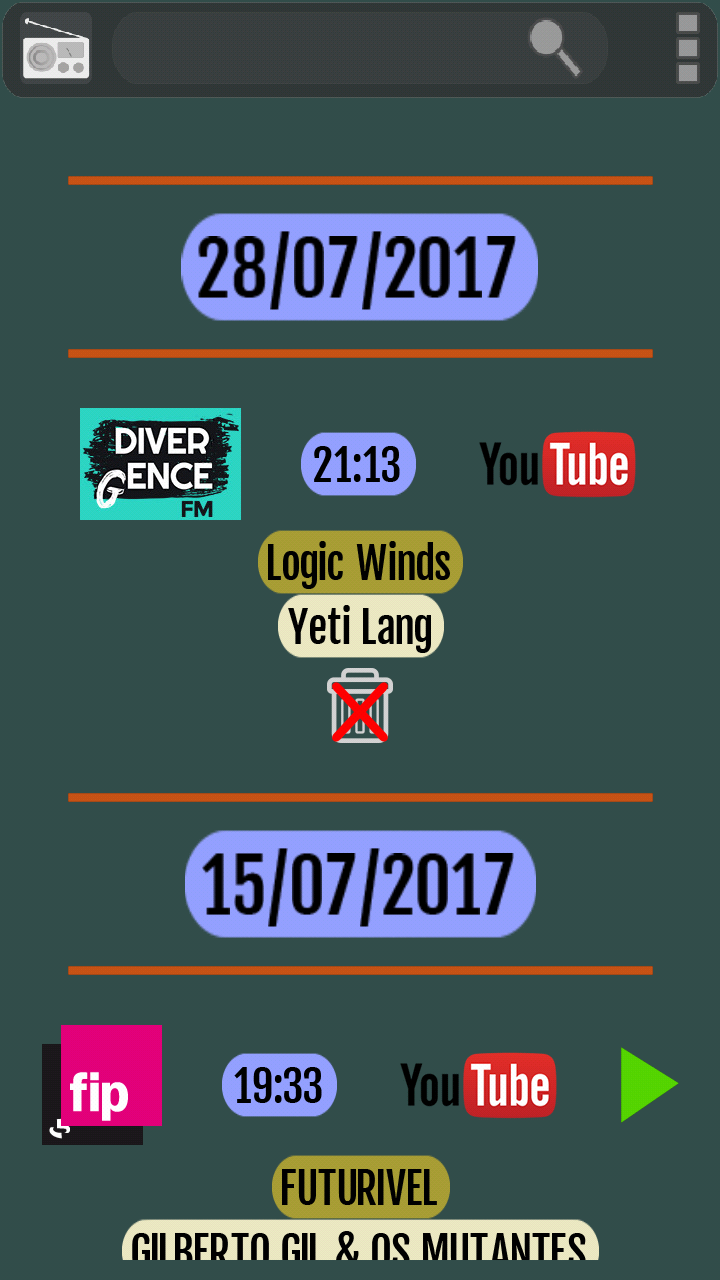 28/07/2017
DIVER
GENCE
FM
21:13
YouTube
Logic Winds
Yeti Lang
15/07/2017
fip
19:33
YouTube
FUTURIVEL
GILBERTO GIL & OS MUTANTES